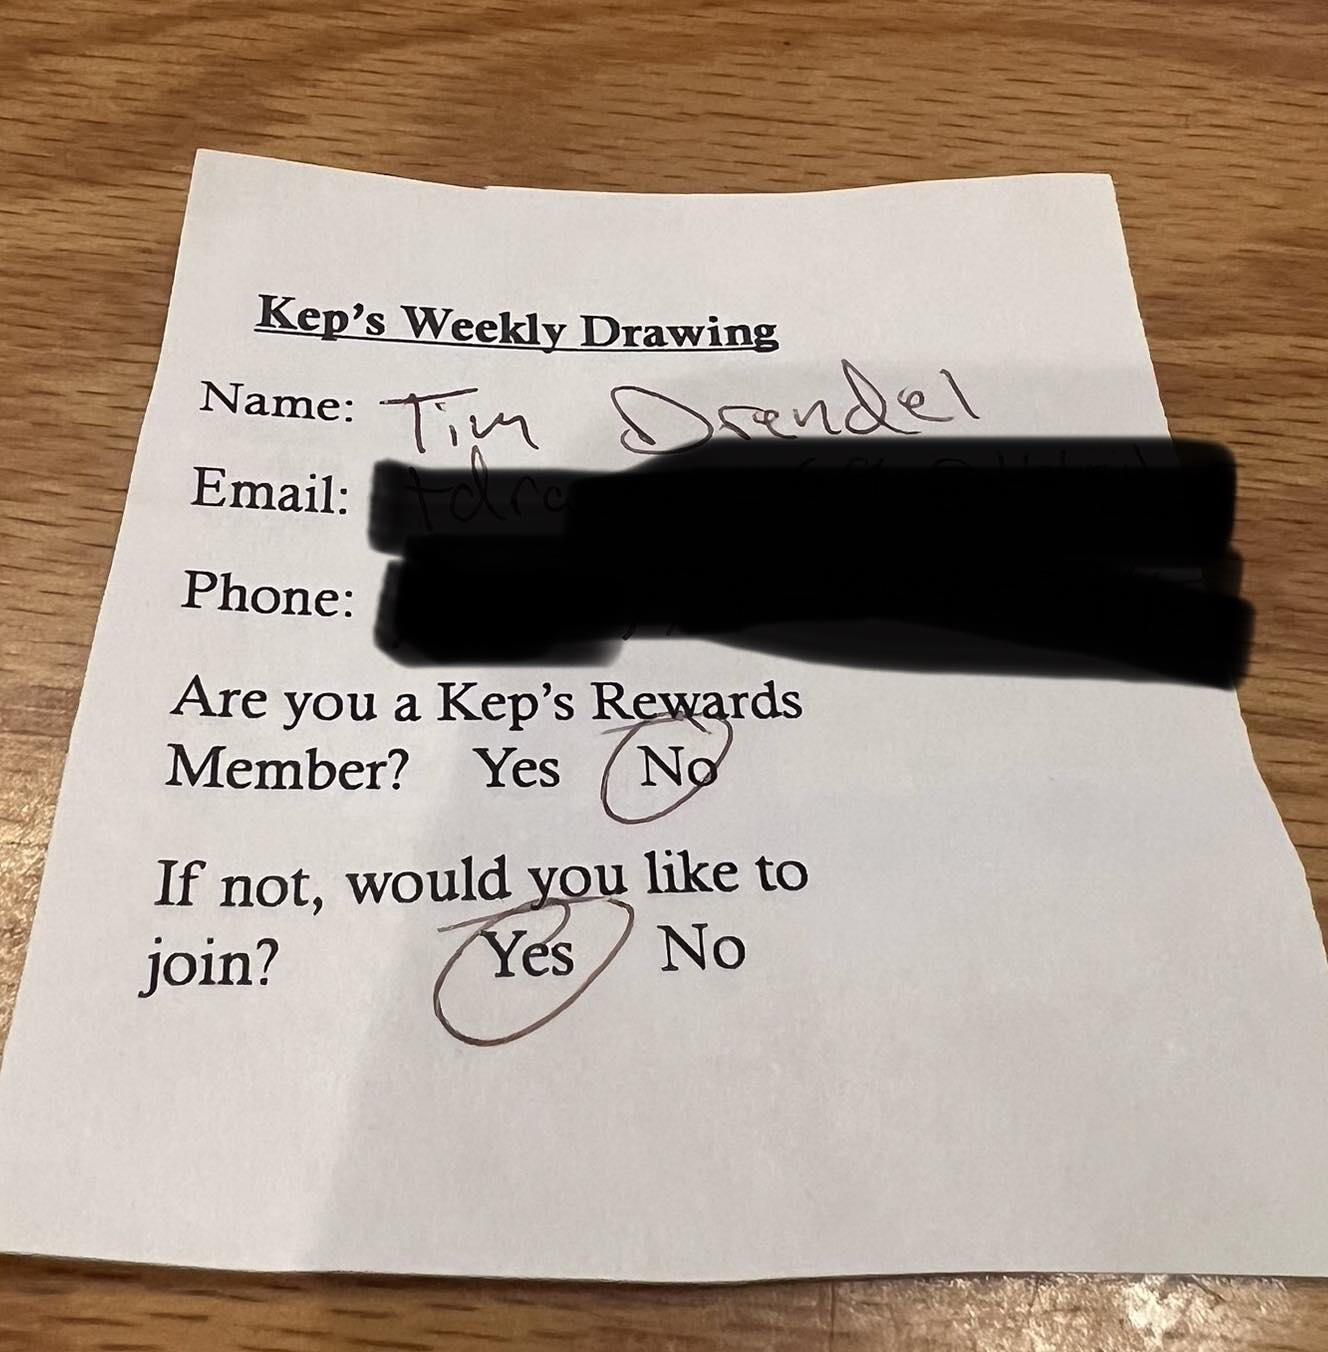 Kep's Weekly Drawing
Name: Tim Drendel
Email:
Phone:
Are you a Kep's Rewards
Member? Yes No
If not, would you like to
join? Yes No